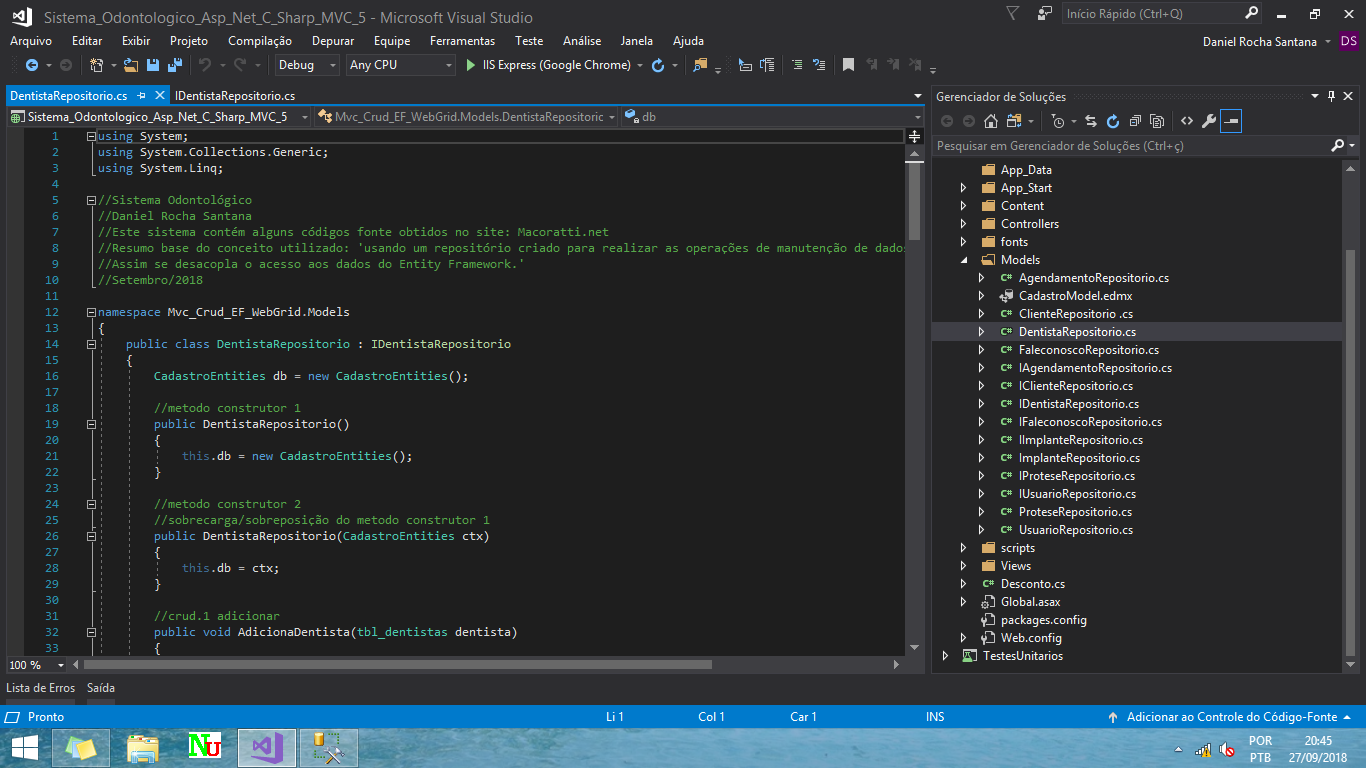 Sistema_Odontologico_Asp_Net_C_Sharp_MVC_5 - Microsoft Visual Studio
Início Rápido (Ctrl+Q)
Arquivo Editar Exibir Projeto Compilação Depurar Equipe Ferramentas Teste Análise Janela Ajuda
Daniel Rocha Santana DS
Debug Any CPU IIS Express (Google Chrome)
DentistaRepositorio.cs IDentistaRepositorio.cs
Sistema_Odontologico_Asp_Net_C_Sharp_MVC_5 Mvc_Crud_EF_WebGrid.Models.DentistaRepositoric db
1 using System;
2 using System.Collections.Generic;
3 using System.Linq;
4
5 //Sistema Odontológico
6 //Daniel Rocha Santana
7 //Este sistema contém alguns códigos fonte obtidos no site: Macoratti.net
8 //Resumo base do conceito utilizado: 'usando um repositório criado para realizar as operações de manutenção de dados
9 //Assim se desacopla o acesso aos dados do Entity Framework.'
10 //Setembro/2018
11
12 namespace Mvc_Crud_EF_WebGrid.Models
13 {
14 public class DentistaRepositorio : IDentistaRepositorio
15 {
16 CadastroEntities db = new CadastroEntities();
17
18 //metodo construtor 1
19 public DentistaRepositorio()
20 {
21 this.db = new CadastroEntities();
22 }
23
24 //metodo construtor 2
25 //sobrecarga/sobreposição do metodo construtor 1
26 public DentistaRepositorio(CadastroEntities ctx)
27 {
28 this.db = ctx;
29 }
30
31 //crud.1 adicionar
32 public void AdicionaDentista(tbl_dentistas dentista)
33 {
100 %
Gerenciador de Soluções
Pesquisar em Gerenciador de Soluções (Ctrl+ç)
App_Data
App_Start
Content
Controllers
fonts
Models
C# AgendamentoRepositorio.cs
CadastroModel.edmx
C# ClienteRepositorio .cs
C# DentistaRepositorio.cs
C# FaleconoscoRepositorio.cs
C# IAgendamentoRepositorio.cs
C# IClienteRepositorio.cs
C# IDentistaRepositorio.cs
C# IFaleconoscoRepositorio.cs
C# IImplanteRepositorio.cs
C# ImplanteRepositorio.cs
C# IProteseRepositorio.cs
C# IUsuarioRepositorio.cs
C# ProteseRepositorio.cs
C# UsuarioRepositorio.cs
scripts
Views
C# Desconto.cs
Global.asax
packages.config
Web.config
TestesUnitarios
Lista de Erros Saída
Pronto Li 1 Col 1 Car 1 INS Adicionar ao Controle do Código-Fonte
NU
POR 20:45
PTB 27/09/2018